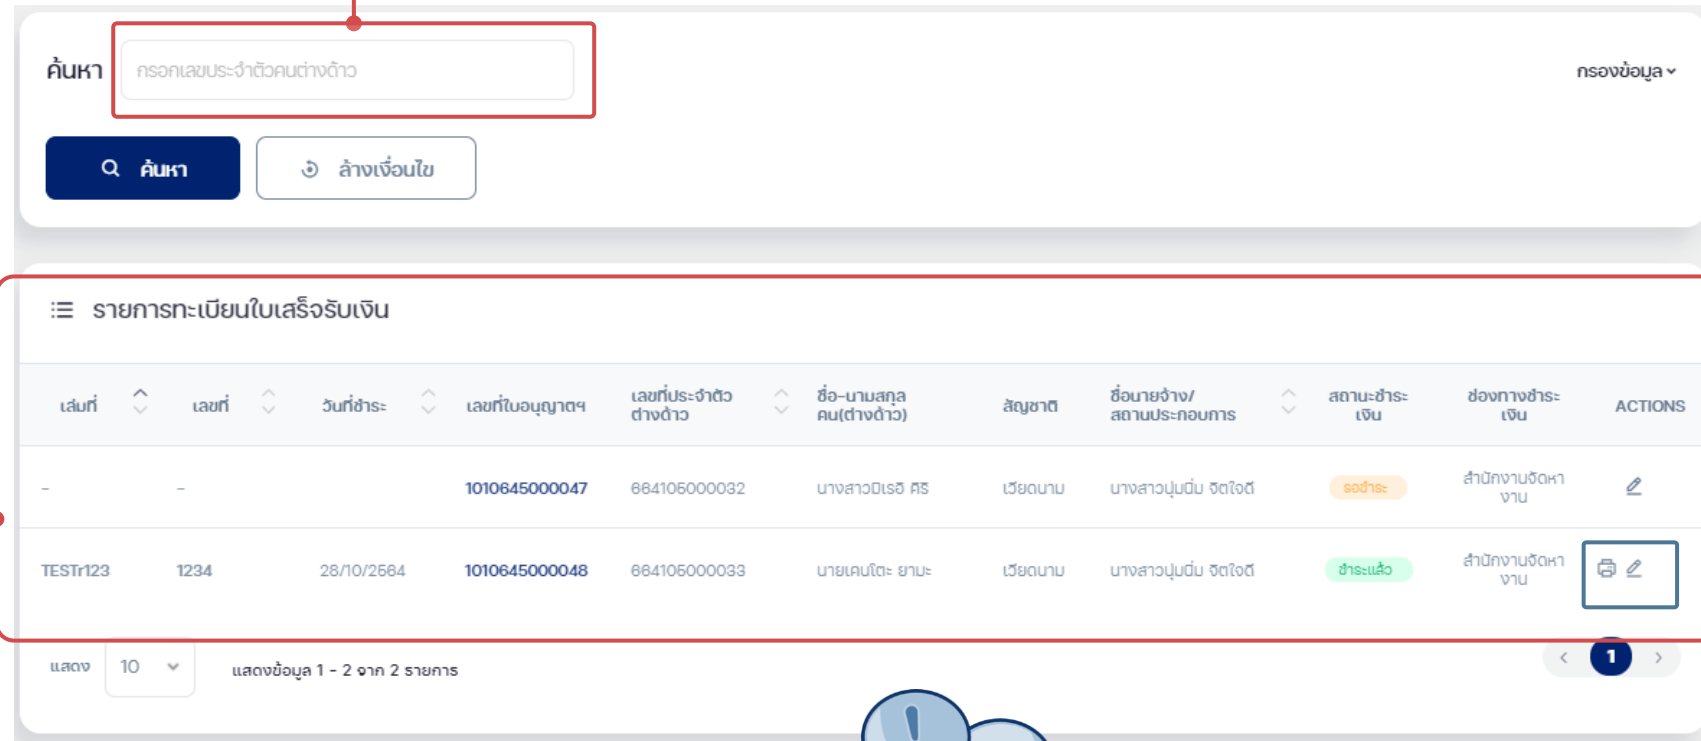 ค้นหา กรอกเลขประจำตัวคนต่างด้าว กรองข้อมูล
ค้นหา ล้างเงื่อนไข
รายการทะเบียนใบเสร็จรับเงิน
เล่มที่ เลขที่ วันที่ชำระ เลขที่ใบอนุญาตฯ เลขที่ประจำตัว ชื่อ-นามสกุล สัญชาติ ชื่อนายจ้าง/ สถานะชำระ ช่องทางชำระ ACTIONS
ต่างด้าว คน(ต่างด้าว) สถานประกอบการ เงิน เงิน
- - 1010645000047 664105000032 นางสาวมิเรอิ คิริ เวียดนาม นางสาวปุมนิ่ม จิตใจดี รอชำระ สำนักงานจัดหา
งาน
TESTr123 1234 28/10/2564 1010645000048 664105000033 นายเคนโตะ ยามะ เวียดนาม นางสาวปุมนิ่ม จิตใจดี ชำระแล้ว สำนักงานจัดหา
งาน
แสดง 10 แสดงข้อมูล 1 - 2 จาก 2 รายการ < 1 >
!